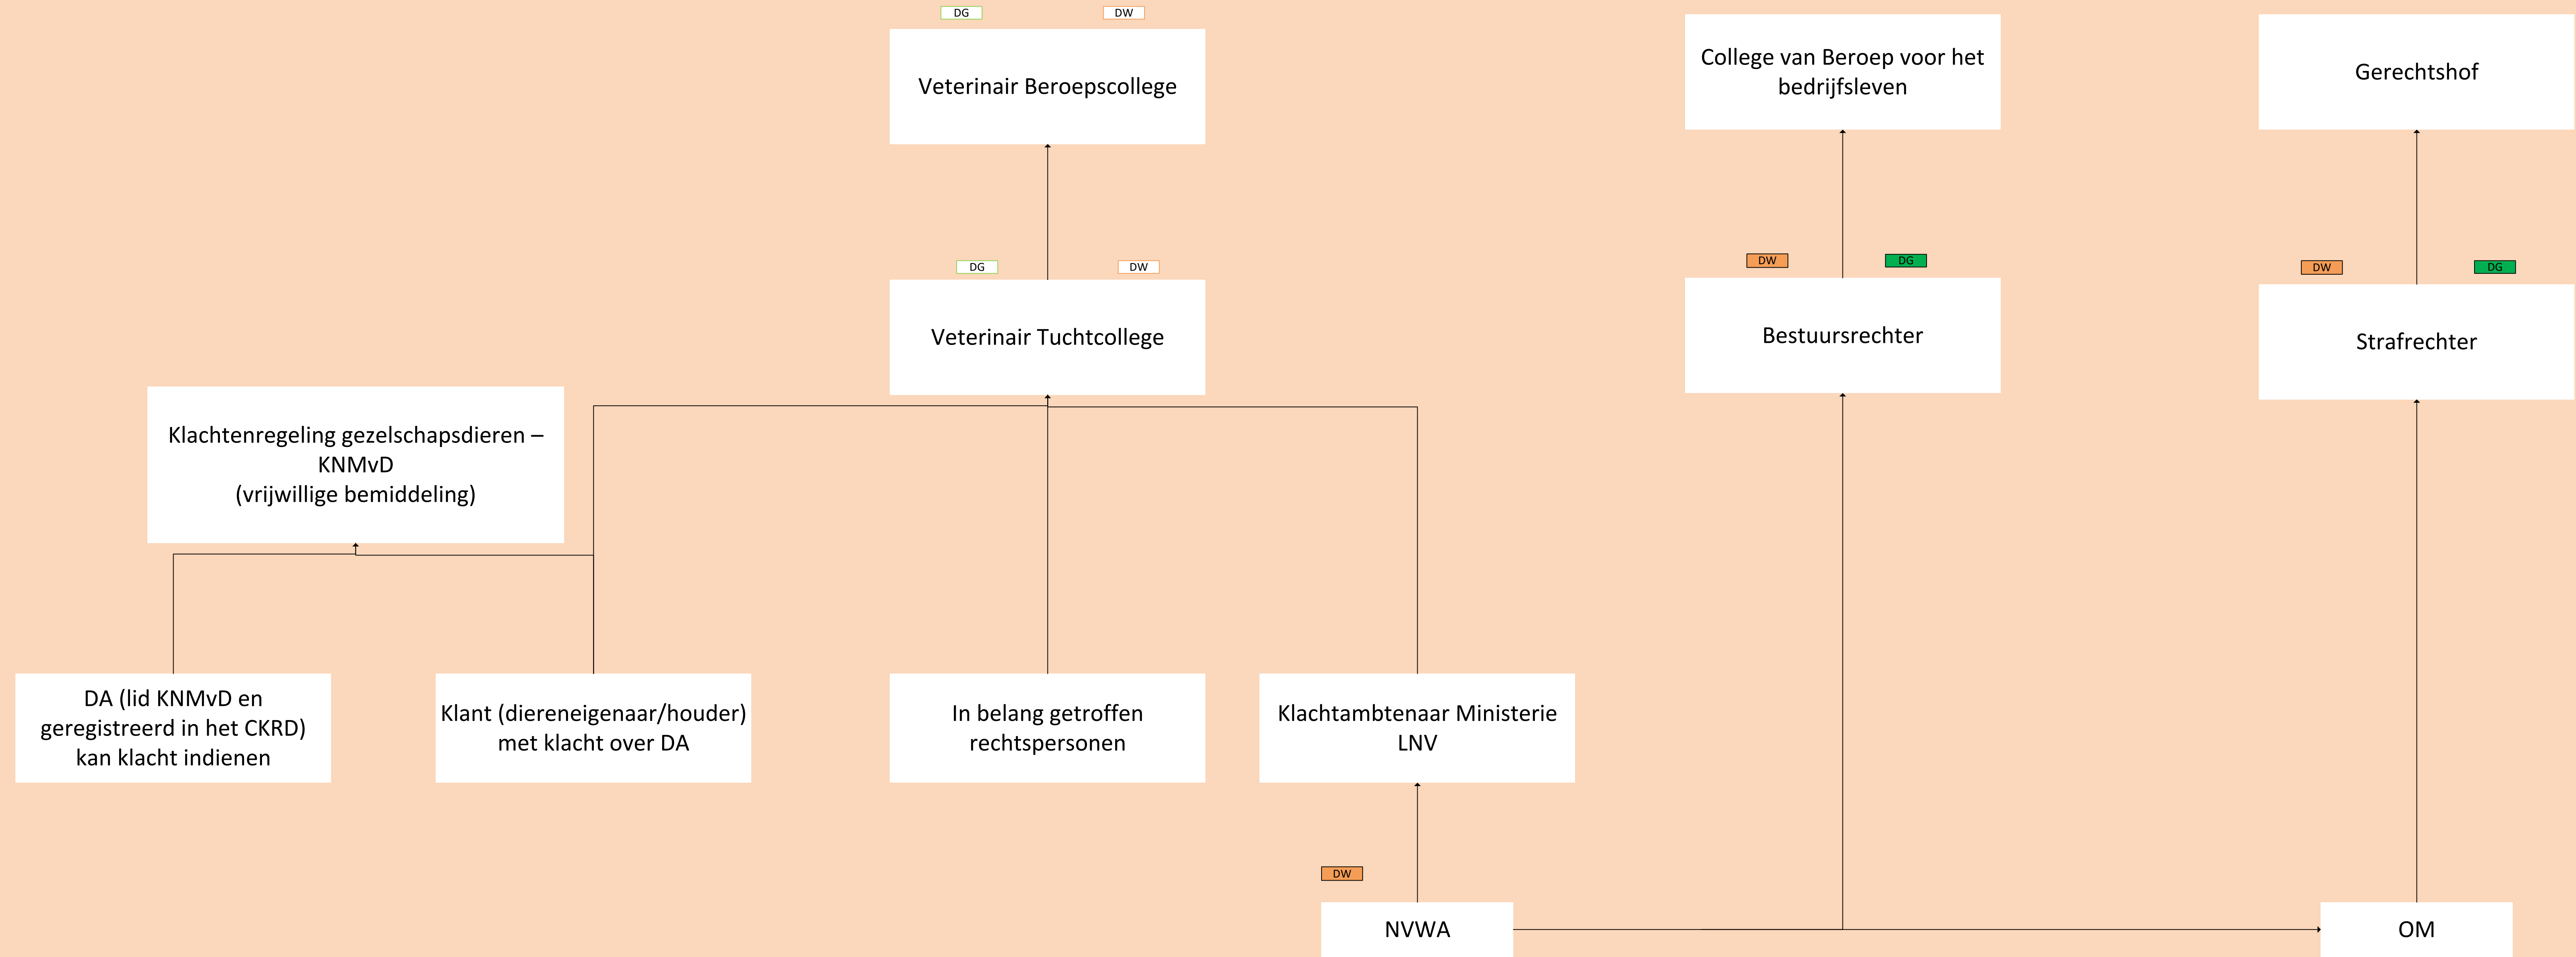 DG
DW
Veterinair Beroepscollege
College van Beroep voor het
bedrijfsleven
Gerechtshof
DG
DW
Veterinair Tuchtcollege
DW
DG
Bestuursrechter
DW
DG
Strafrechter
Klachtenregeling gezelschapsdieren –
KNMvD
(vrijwillige bemiddeling)
DA (lid KNMvD en
geregistreerd in het CKRD)
kan klacht indienen
Klant (diereneigenaar/houder)
met klacht over DA
In belang getroffen
rechtspersonen
Klachtambtenaar Ministerie
LNV
DW
NVWA
OM